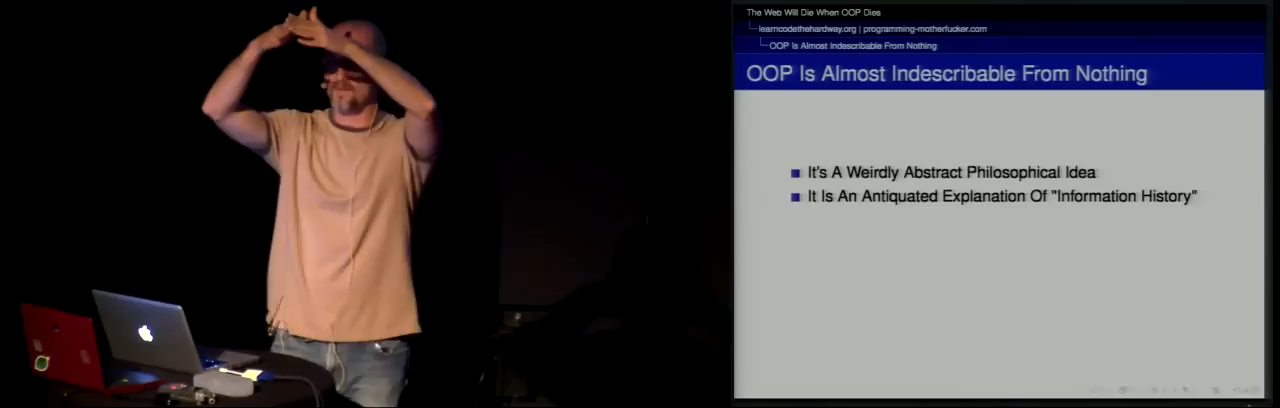 The Web Will Die When OOP Dies
learncodethehardway.org | programming-motherfucker.com
OOP Is Almost Indescribable From Nothing
OOP Is Almost Indescribable From Nothing
It's A Weirdly Abstract Philosophical Idea
It Is An Antiquated Explanation Of "Information History"